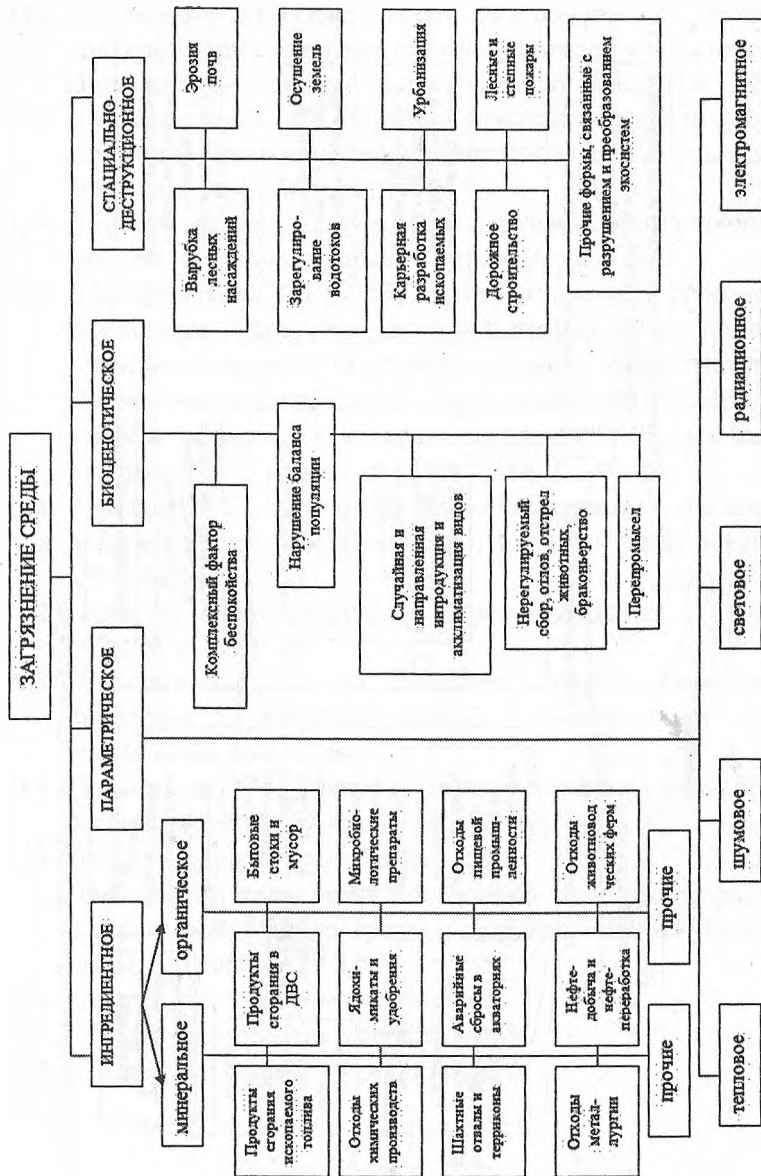 ЗАГРЯЗНЕНИЕ СРЕДЫ
ИНГРЕДИЕНТНОЕ
ПАРАМЕТРИЧЕСКОЕ
БИОЦЕНОТИЧЕСКОЕ
СТАЦИАЛЬНО-
ДЕСТРУКЦИОННОЕ
минеральное
органическое
Продукты
сгорания
ископаемого
топлива
Продукты
сгорания в
ДВС
Бытовые
стоки и
мусор
Отходы
химических
производств
Ядохи-
микаты и
удобрения
Микробио-
логические
препараты
Шахтные
отвалы и
терриконы
Аварийные
сбросы в
акваториях
Отходы
пищевой
промыш-
ленности
Отходы
метал-
лургии
Нефте-
добыча и
нефте-
переработка
Отходы
животновод
ческих ферм
прочие
прочие
Комплексный фактор
беспокойства
Нарушение баланса
популяции
Случайная и
направленная
интродукция и
акклиматизация видов
Нерегулируемый
сбор, отлов, отстрел
животных,
браконьерство
Перепромысел
Вырубка
лесных
насаждений
Эрозия
почв
Зарегулиро-
вание
водотоков
Осушение
земель
Карьерная
разработка
ископаемых
Урбанизация
Дорожное
строительство
Лесные и
степные
пожары
Прочие формы, связанные с
разрушением и преобразованием
экосистем
тепловое
шумовое
световое
радиационное
электромагнитное